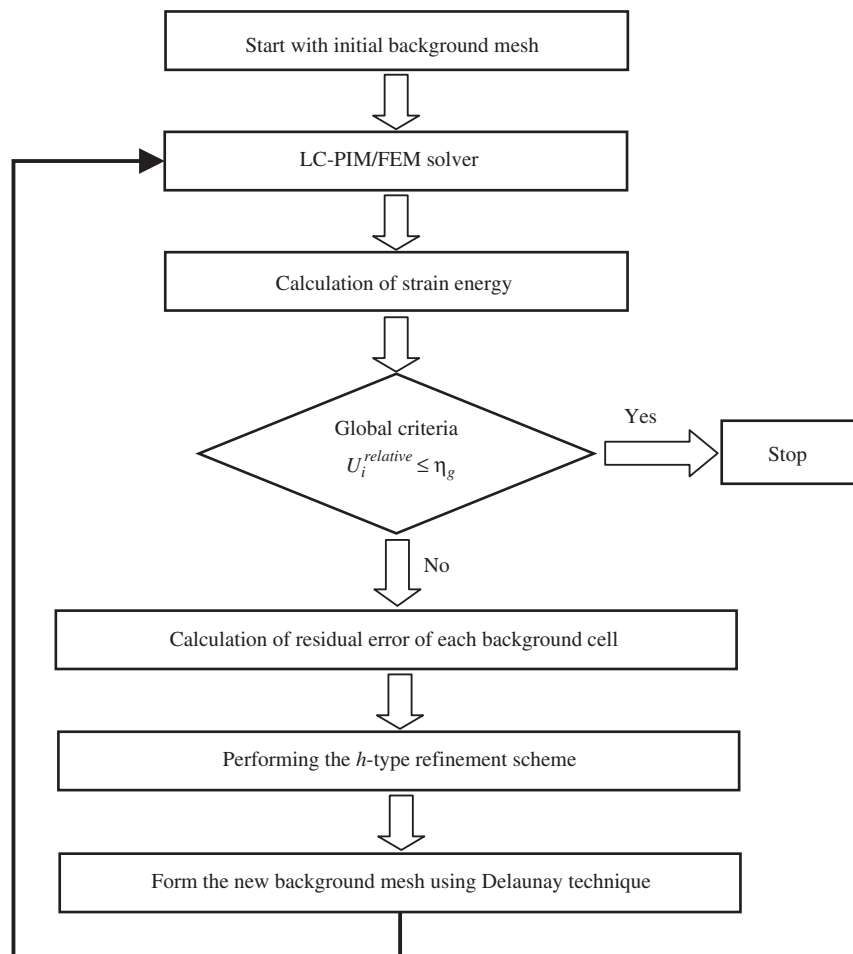 Start with initial background mesh
LC-PIM/FEM solver
Calculation of strain energy
Global criteria
U_i^{relative} ≤ η_g
Yes
Stop
No
Calculation of residual error of each background cell
Performing the h-type refinement scheme
Form the new background mesh using Delaunay technique